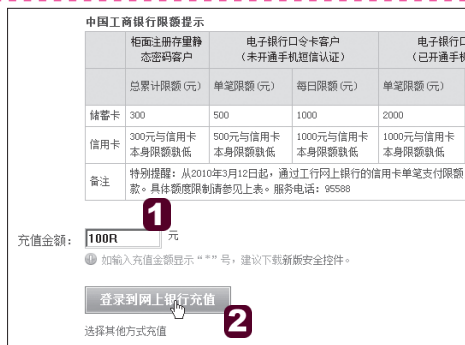 中国工商银行限额提示
柜面注册存量静态密码客户 电子银行口令卡客户（未开通手机短信认证） 电子银行口
（已开通手机
总累计限额(元) 单笔限额(元) 每日限额(元) 单笔限额(元)
储蓄卡 300 500 1000 2000
信用卡 300元与信用卡本身限额孰低 500元与信用卡本身限额孰低 1000元与信用卡本身限额孰低 1000元与信用卡本身限额孰低
备注 特别提醒：从2010年3月12日起，通过工行网上银行的信用卡单笔支付限额
款。具体额度限制请参见上表。服务电话：95588
1
充值金额： 100R 元
如输入充值金额显示“*”号，建议下载新版安全控件。
登录到网上银行充值
2
选择其他方式充值